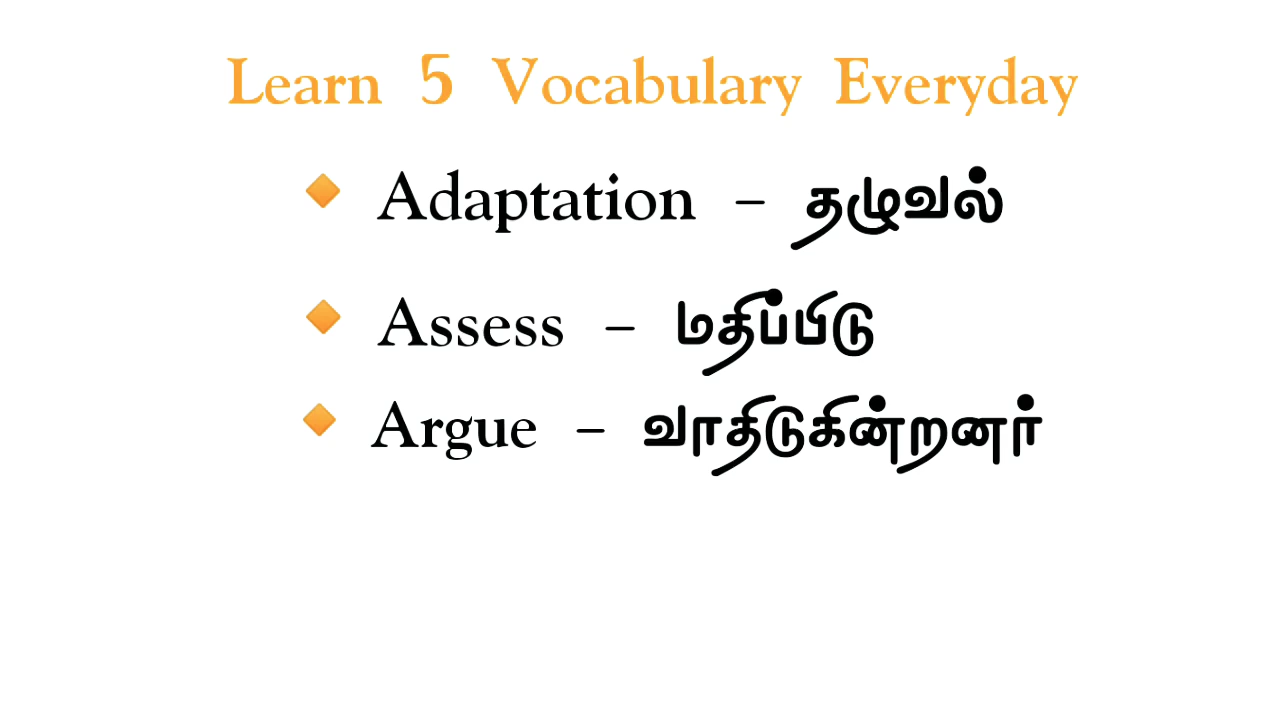 Learn 5 Vocabulary Everyday
🔸 Adaptation - தழுவல்
🔸 Assess - மதிப்பிடு
🔸 Argue - வாதிடுகின்றனர்